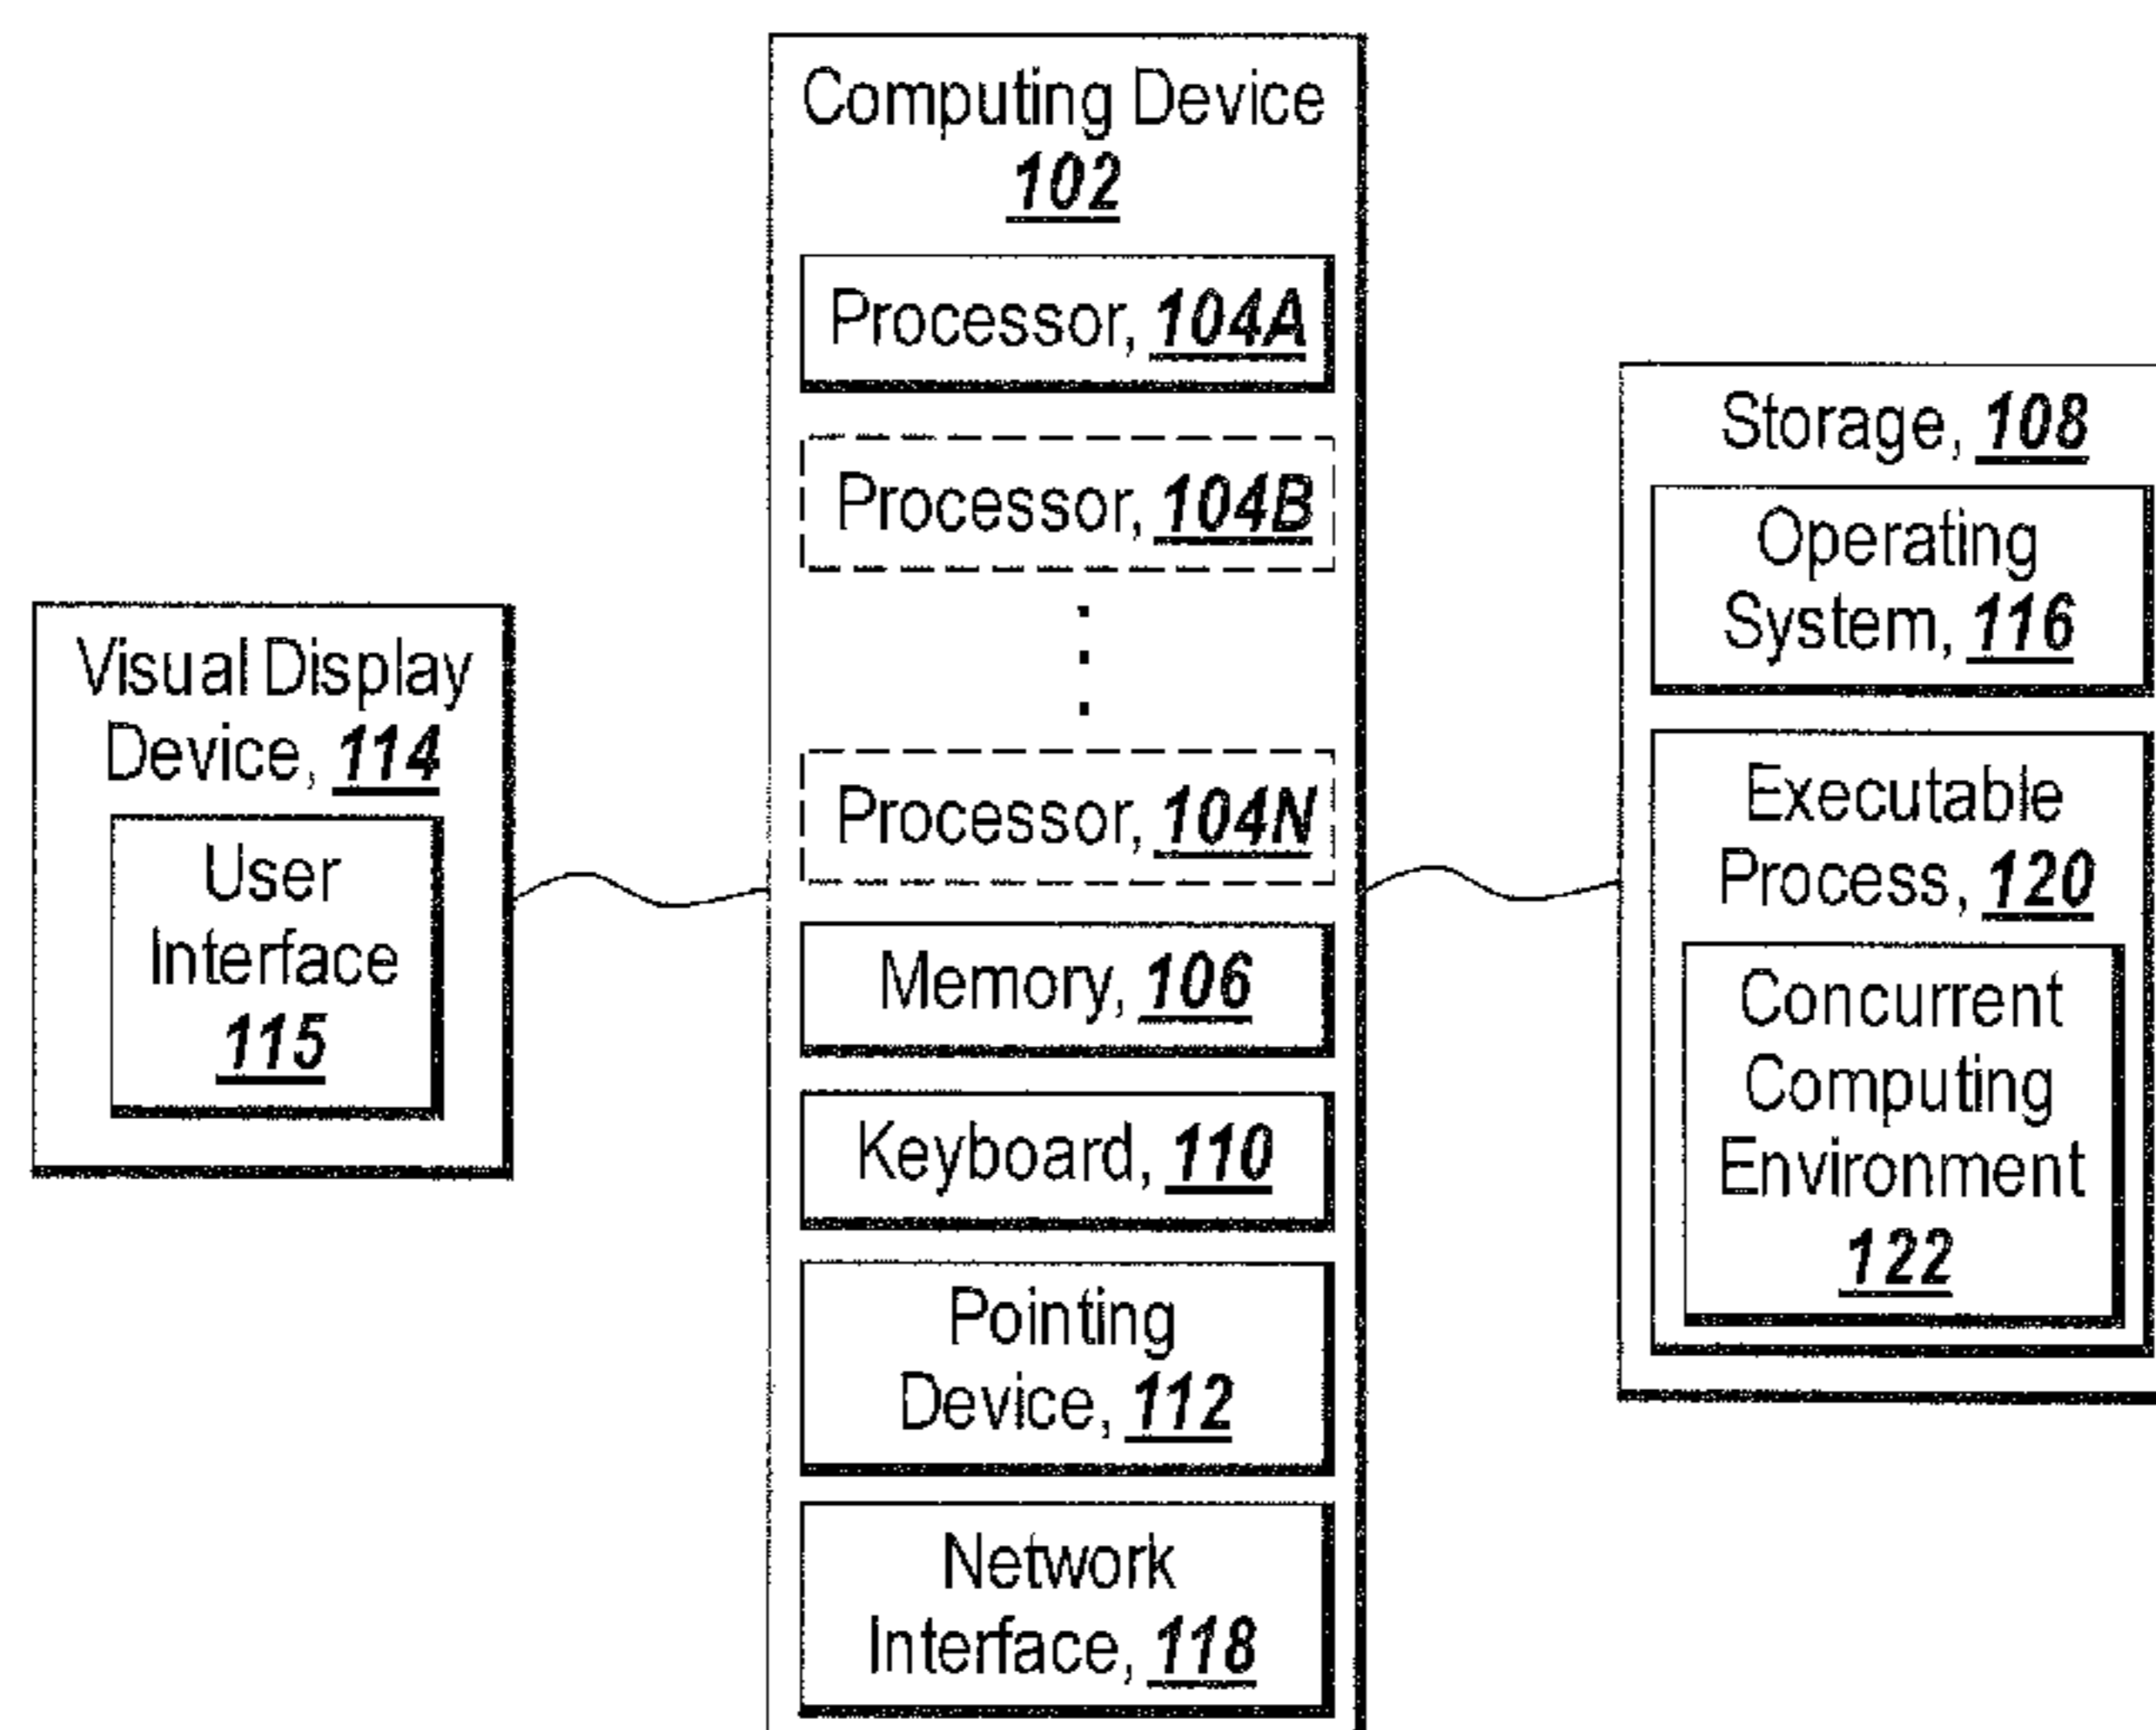 Computing Device
102
Processor, 104A
Processor, 104B
Processor, 104N
Memory, 106
Keyboard, 110
Pointing
Device, 112
Network
Interface, 118
Visual Display
Device, 114
User
Interface
115
Storage, 108
Operating
System, 116
Executable
Process, 120
Concurrent
Computing
Environment
122